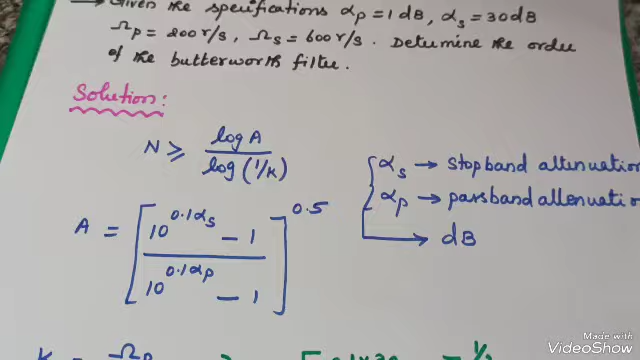 Given the specifications αp = 1 dB, αs = 30 dB
Ωp = 200 r/s, Ωs = 600 r/s. Determine the order
of the butterworth filter.
Solution:
N ≥ log A / log (1/K)
αs → stopband attenuation
αp → passband attenuation
→ dB
A = [ (10^0.1αs − 1) / (10^0.1αp − 1) ]^0.5
K = Ωp
Made with
VideoShow